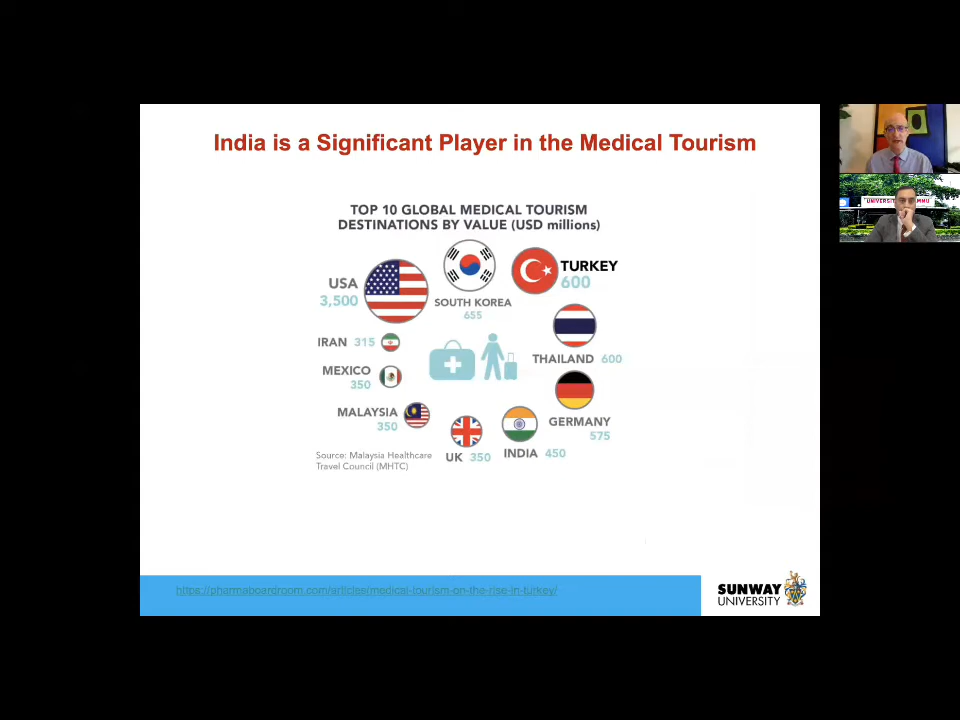 India is a Significant Player in the Medical Tourism
TOP 10 GLOBAL MEDICAL TOURISM
DESTINATIONS BY VALUE (USD millions)
USA
3,500
SOUTH KOREA
655
TURKEY
600
IRAN 315
THAILAND 600
MEXICO
350
GERMANY
575
MALAYSIA
350
UK 350
INDIA 450
Source: Malaysia Healthcare
Travel Council (MHTC)
https://pharmaboardroom.com/articles/medical-tourism-on-the-rise-in-turkey/
SUNWAY
UNIVERSITY